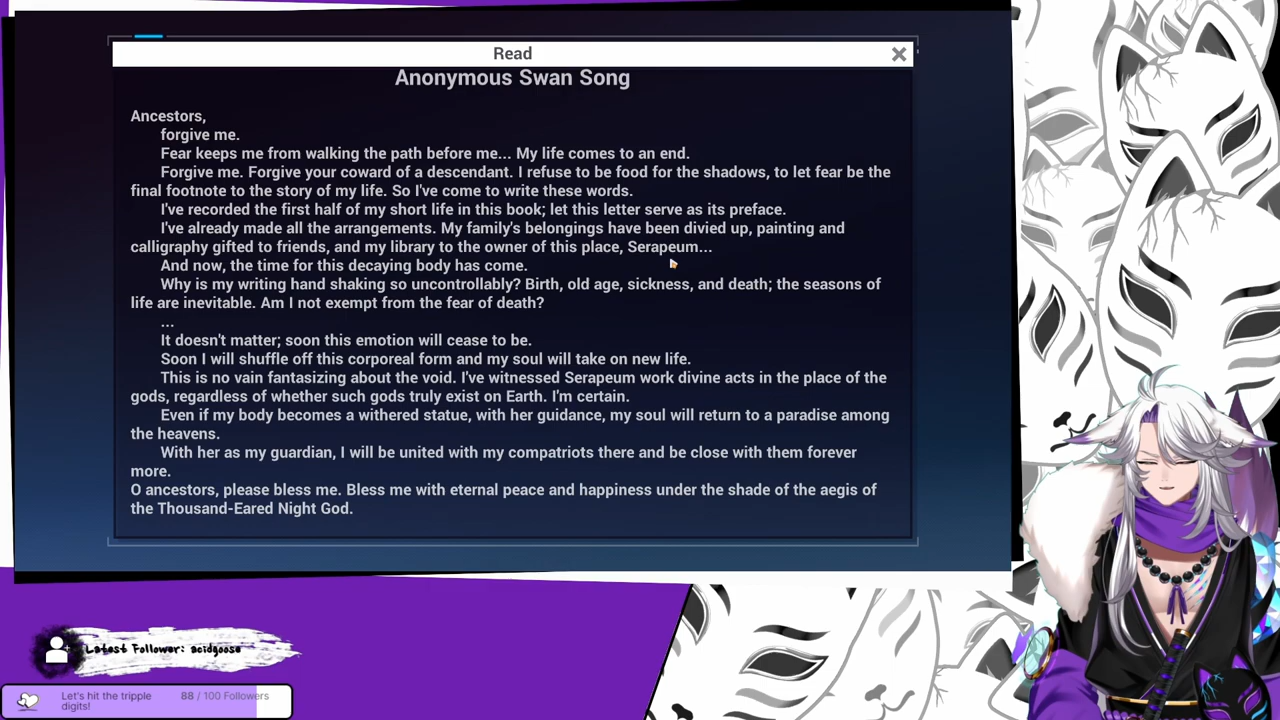 Read
Anonymous Swan Song
Ancestors,
forgive me.
Fear keeps me from walking the path before me... My life comes to an end.
Forgive me. Forgive your coward of a descendant. I refuse to be food for the shadows, to let fear be the
final footnote to the story of my life. So I've come to write these words.
I've recorded the first half of my short life in this book; let this letter serve as its preface.
I've already made all the arrangements. My family's belongings have been divied up, painting and
calligraphy gifted to friends, and my library to the owner of this place, Serapeum...
And now, the time for this decaying body has come.
Why is my writing hand shaking so uncontrollably? Birth, old age, sickness, and death; the seasons of
life are inevitable. Am I not exempt from the fear of death?
...
It doesn't matter; soon this emotion will cease to be.
Soon I will shuffle off this corporeal form and my soul will take on new life.
This is no vain fantasizing about the void. I've witnessed Serapeum work divine acts in the place of the
gods, regardless of whether such gods truly exist on Earth. I'm certain.
Even if my body becomes a withered statue, with her guidance, my soul will return to a paradise among
the heavens.
With her as my guardian, I will be united with my compatriots there and be close with them forever
more.
O ancestors, please bless me. Bless me with eternal peace and happiness under the shade of the aegis of
the Thousand-Eared Night God.
Latest Follower: acidgoose
Let's hit the tripple
digits!
88 / 100 Followers